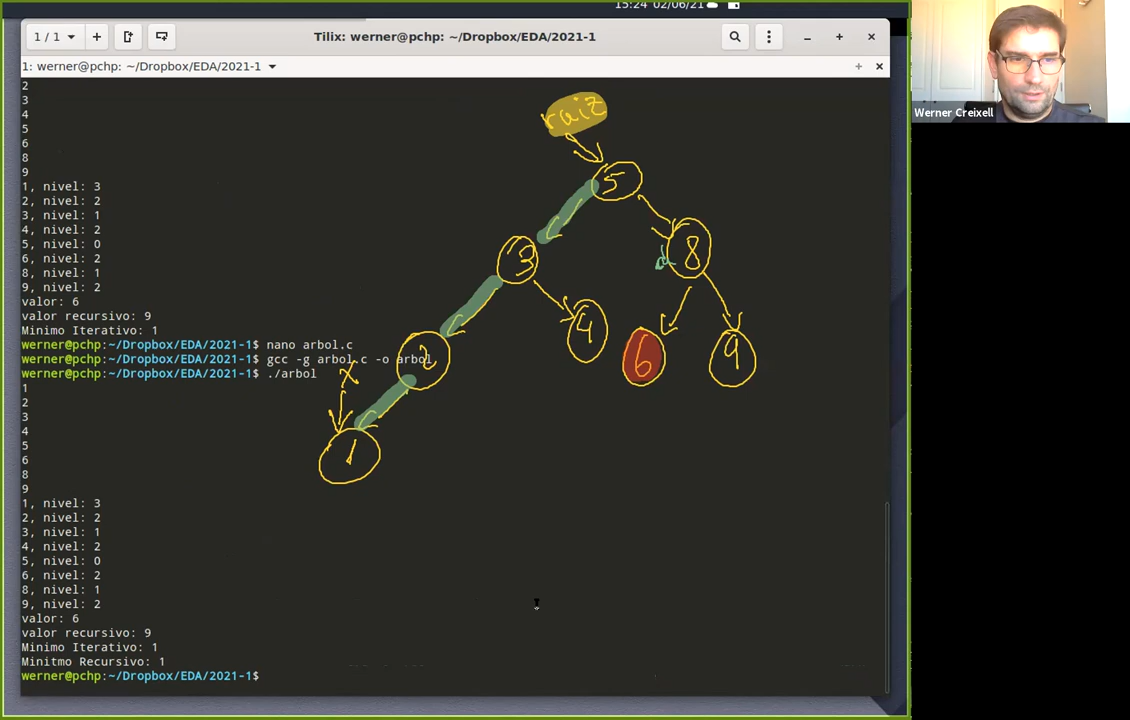 15:24 02/06/21
1 / 1
Tilix: werner@pchp: ~/Dropbox/EDA/2021-1
1: werner@pchp: ~/Dropbox/EDA/2021-1
Werner Creixell
2
3
4
5
6
8
9
1, nivel: 3
2, nivel: 2
3, nivel: 1
4, nivel: 2
5, nivel: 0
6, nivel: 2
8, nivel: 1
9, nivel: 2
valor: 6
valor recursivo: 9
Minimo Iterativo: 1
werner@pchp:~/Dropbox/EDA/2021-1$ nano arbol.c
werner@pchp:~/Dropbox/EDA/2021-1$ gcc -g arbol.c -o arbol
werner@pchp:~/Dropbox/EDA/2021-1$ ./arbol
1
2
3
4
5
6
8
9
1, nivel: 3
2, nivel: 2
3, nivel: 1
4, nivel: 2
5, nivel: 0
6, nivel: 2
8, nivel: 1
9, nivel: 2
valor: 6
valor recursivo: 9
Minimo Iterativo: 1
Minitmo Recursivo: 1
werner@pchp:~/Dropbox/EDA/2021-1$
raiz
5
3
8
2
4
6
9
x
1